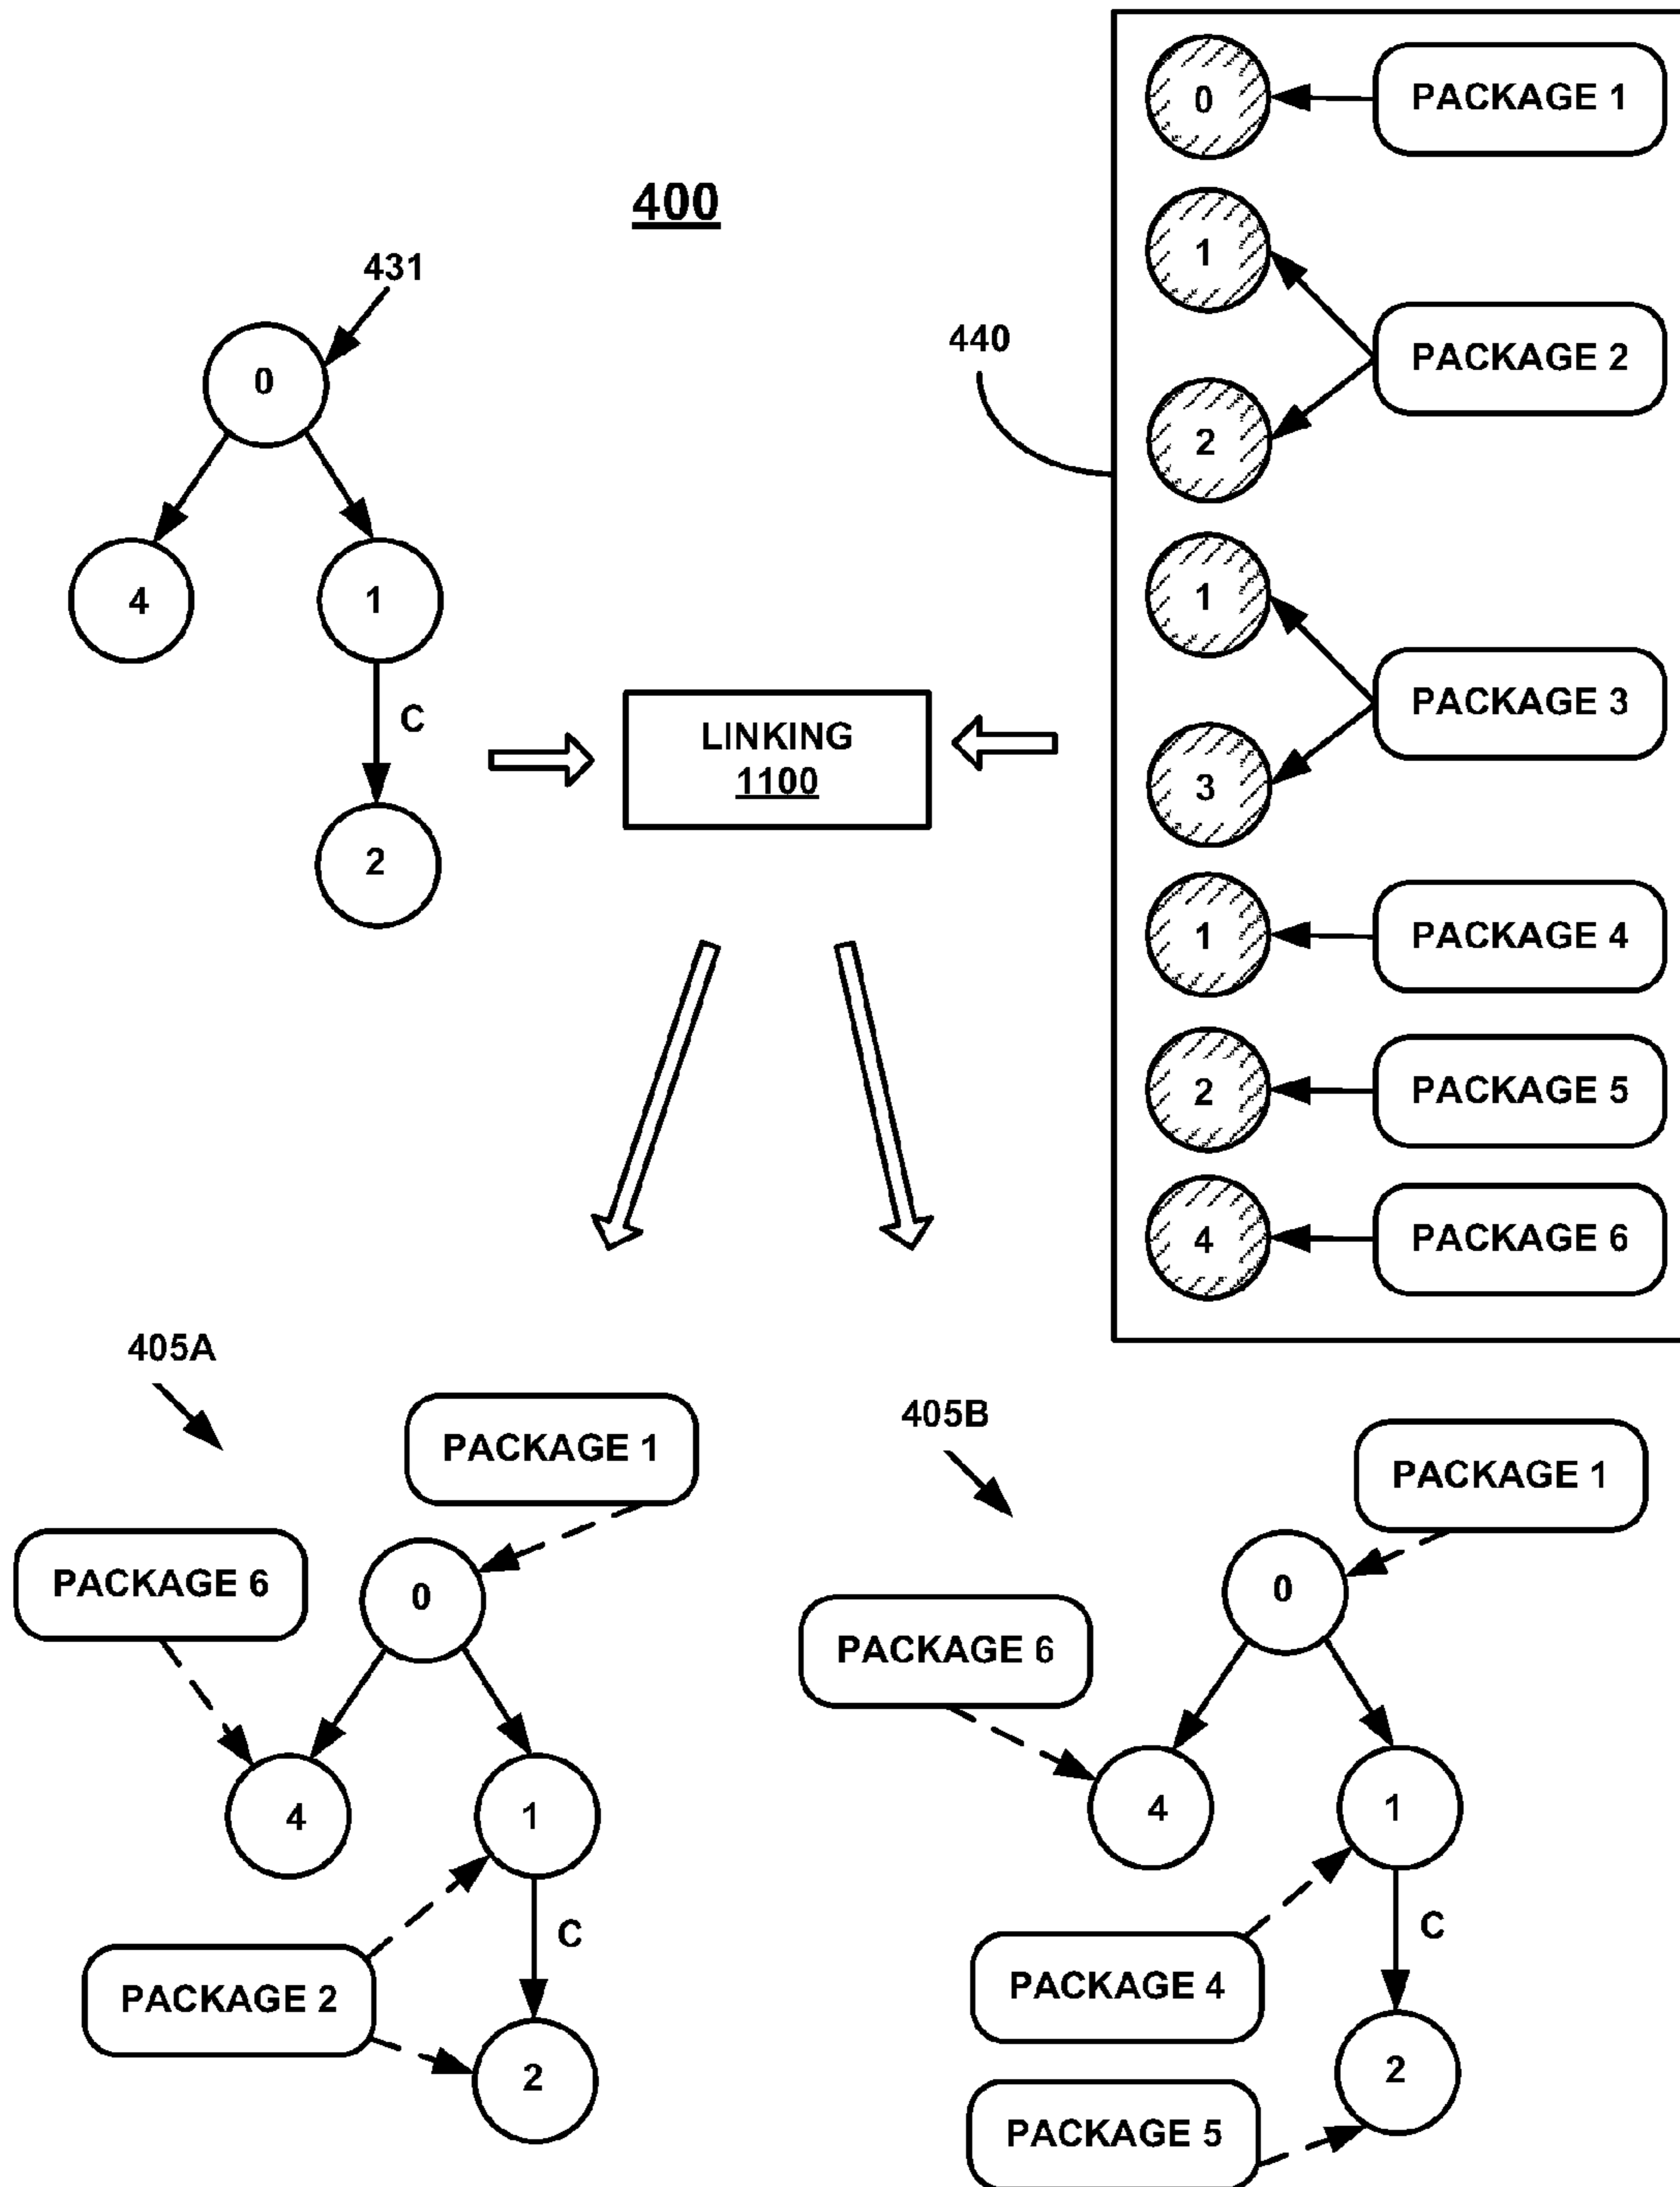 400
431
0
4
1
C
2
LINKING
1100
440
0
PACKAGE 1
1
PACKAGE 2
2
1
PACKAGE 3
3
1
PACKAGE 4
2
PACKAGE 5
4
PACKAGE 6
405A
PACKAGE 1
PACKAGE 6
0
4
1
C
PACKAGE 2
2
405B
PACKAGE 1
0
PACKAGE 6
4
1
C
PACKAGE 4
2
PACKAGE 5